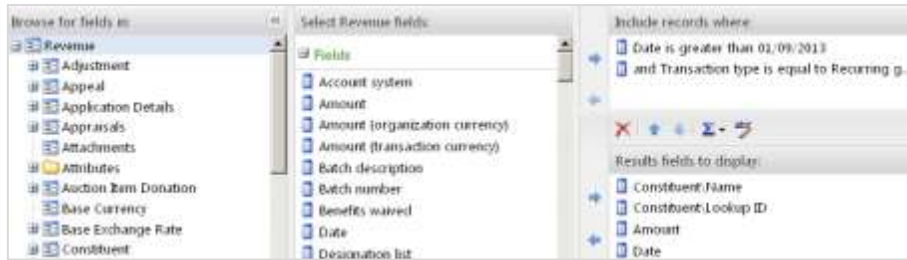 Browse for fields in:
Revenue
Adjustment
Appeal
Application Details
Appraisals
Attachments
Attributes
Auction Item Donation
Base Currency
Base Exchange Rate
Constituent
Select Revenue fields:
Fields
Account system
Amount
Amount (organization currency)
Amount (transaction currency)
Batch description
Batch number
Benefits waived
Date
Designation list
Include records where:
Date is greater than 01/09/2013
and Transaction type is equal to Recurring g..
Results fields to display:
Constituent\Name
Constituent\Lookup ID
Amount
Date